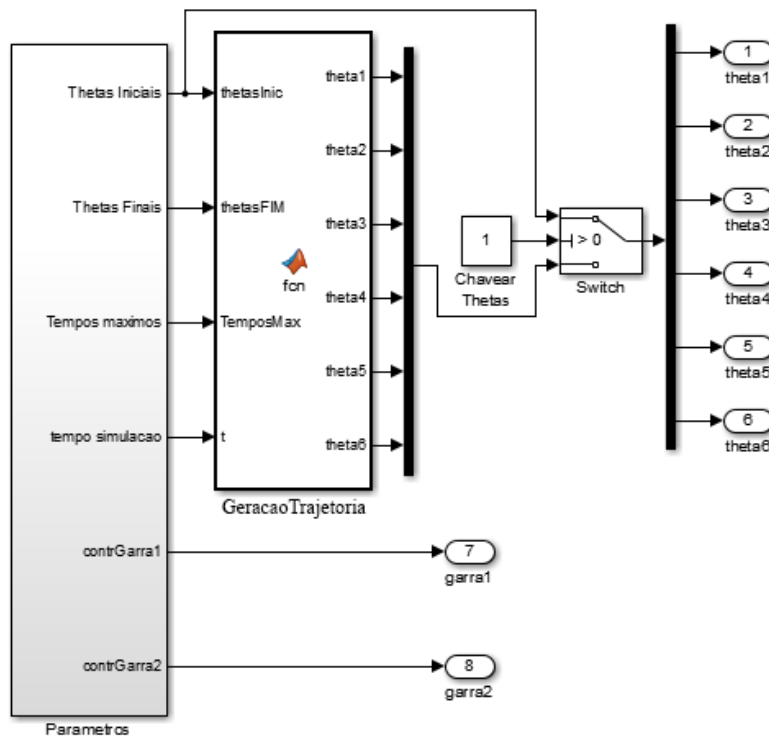 Thetas Iniciais
Thetas Finais
Tempos maximos
tempo simulacao
contrGarra1
contrGarra2
Parametros
thetasInic
thetasFIM
TemposMax
t
fcn
theta1
theta2
theta3
theta4
theta5
theta6
GeracaoTrajetoria
1
Chavear
Thetas
> 0
Switch
1
theta1
2
theta2
3
theta3
4
theta4
5
theta5
6
theta6
7
garra1
8
garra2